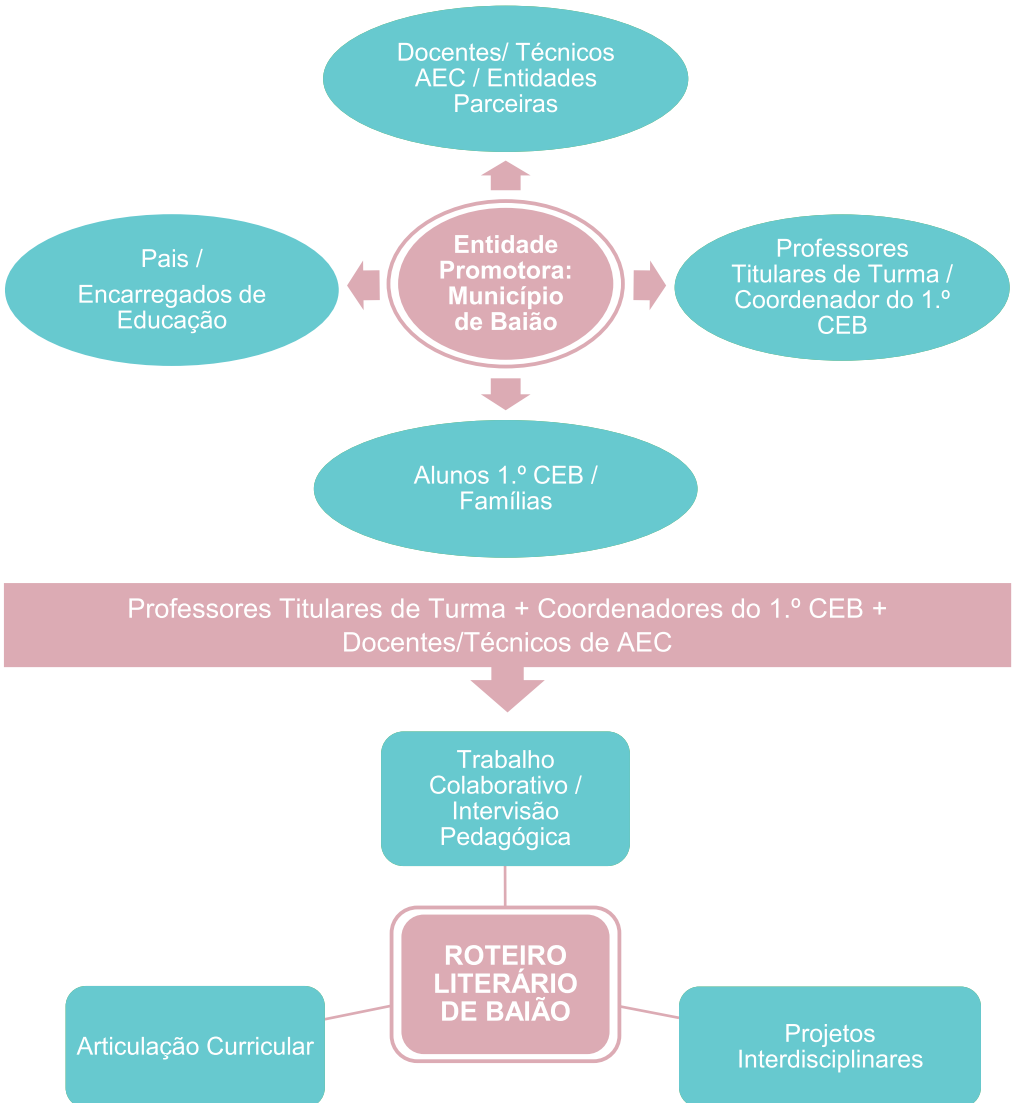 Docentes/ Técnicos
AEC / Entidades
Parceiras
Pais /
Encarregados de
Educação
Entidade
Promotora:
Município
de Baião
Professores
Titulares de Turma /
Coordenador do 1.º
CEB
Alunos 1.º CEB /
Famílias
Professores Titulares de Turma + Coordenadores do 1.º CEB +
Docentes/Técnicos de AEC
Trabalho
Colaborativo /
Intervisão
Pedagógica
ROTEIRO
LITERÁRIO
DE BAIÃO
Articulação Curricular
Projetos
Interdisciplinares